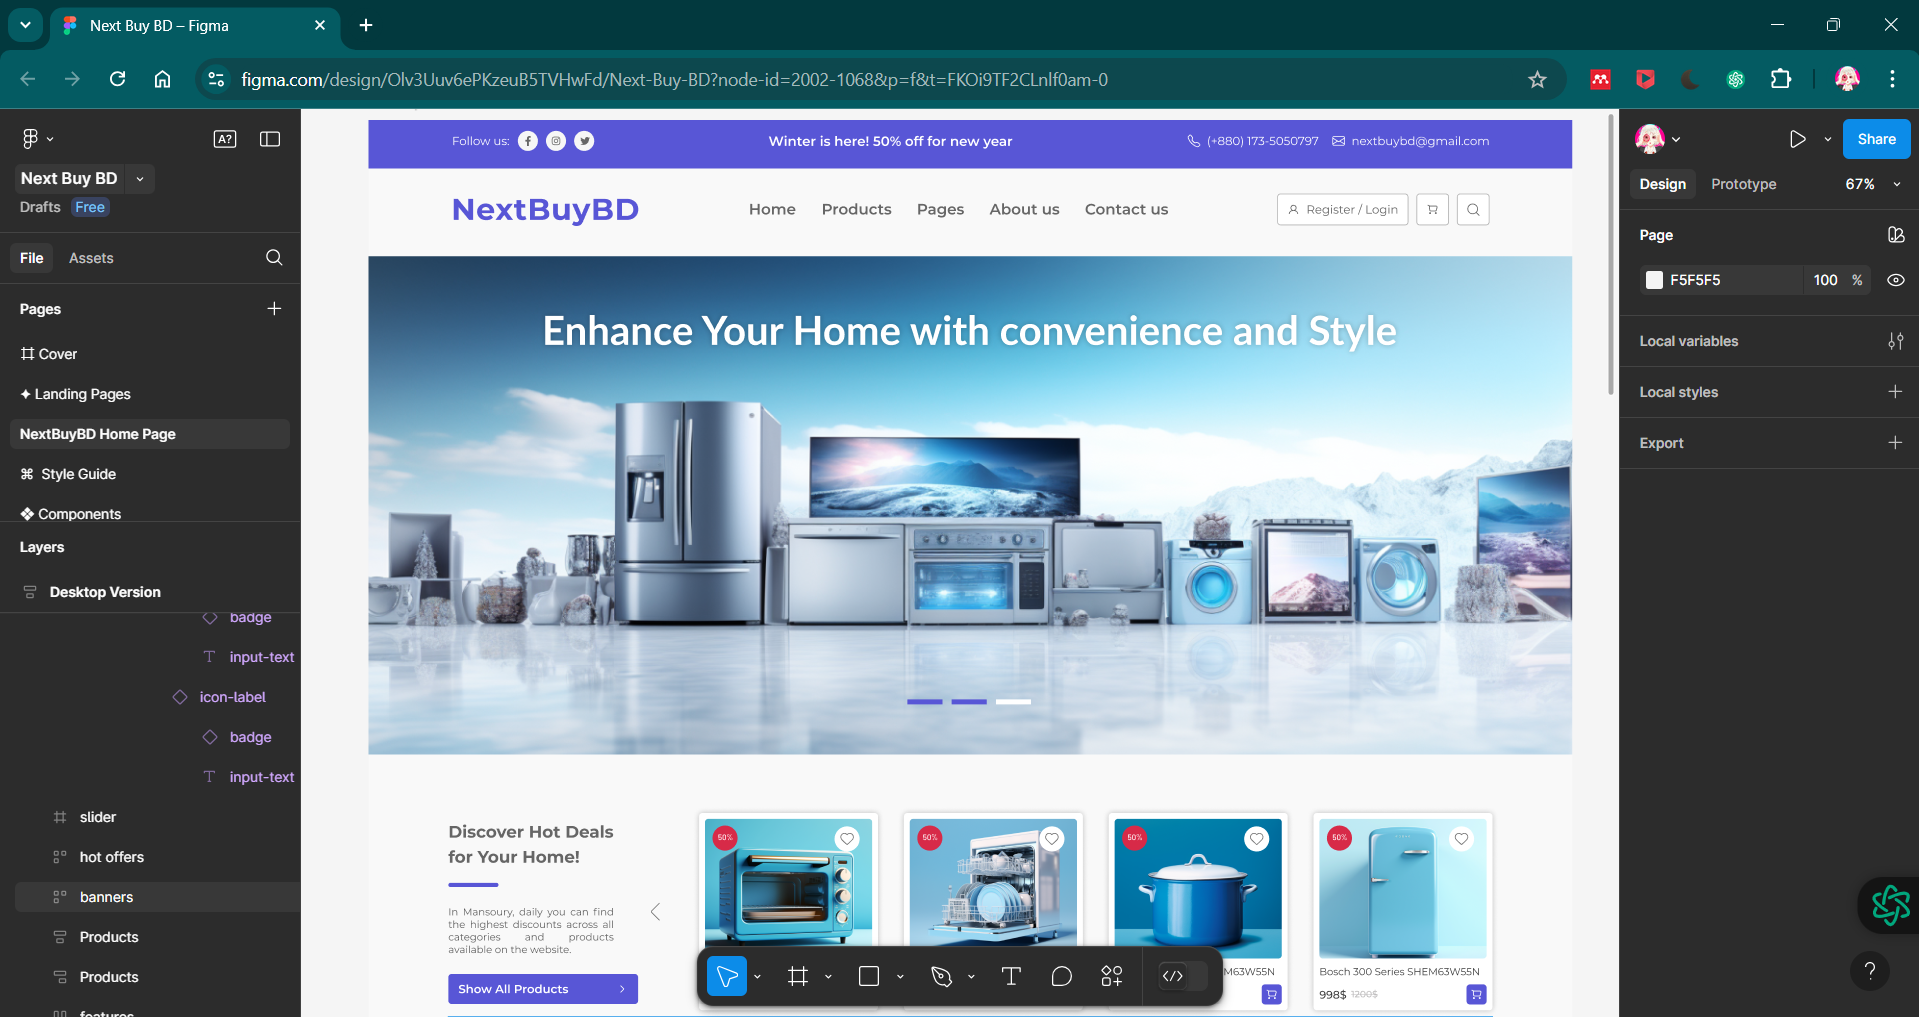 Next Buy BD – Figma
figma.com/design/Olv3Uuv6ePKzeuB5TVHwFd/Next-Buy-BD?node-id=2002-1068&p=f&t=FKOi9TF2CLnlf0am-0
A?
Next Buy BD
Drafts Free
File Assets
Pages
Cover
Landing Pages
NextBuyBD Home Page
Style Guide
Components
Layers
Desktop Version
badge
input-text
icon-label
badge
input-text
slider
hot offers
banners
Products
Products
features
Follow us:
Winter is here! 50% off for new year
(+880) 173-5050797
nextbuybd@gmail.com
NextBuyBD
Home Products Pages About us Contact us
Register / Login
Enhance Your Home with convenience and Style
Discover Hot Deals
for Your Home!
In Mansoury, daily you can find
the highest discounts across all
categories and products
available on the website.
Show All Products
50%
50%
50%
M63W55N
50%
Bosch 300 Series SHEM63W55N
998$ 1200$
Share
Design Prototype 67%
Page
F5F5F5 100 %
Local variables
Local styles
Export
?